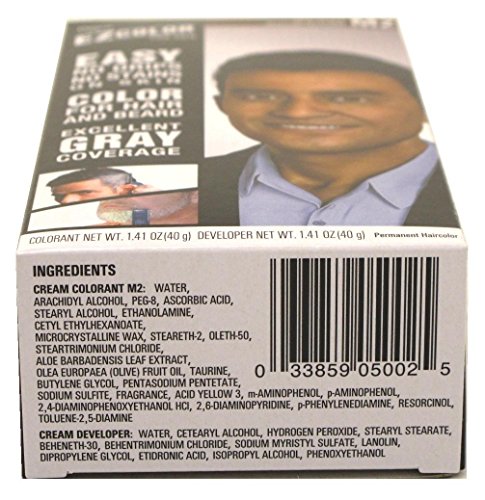 EZCOLOR
EASY
NO STAINS
COLOR
FOR HAIR
AND BEARD
EXCELLENT
GRAY
COVERAGE
COLORANT NET WT. 1.41 OZ(40 g) DEVELOPER NET WT. 1.41 OZ(40 g) Permanent Haircolor
INGREDIENTS
CREAM COLORANT M2: WATER,
ARACHIDYL ALCOHOL, PEG-8, ASCORBIC ACID,
STEARYL ALCOHOL, ETHANOLAMINE,
CETYL ETHYLHEXANOATE,
MICROCRYSTALLINE WAX, STEARETH-2, OLETH-50,
STEARTRIMONIUM CHLORIDE,
ALOE BARBADENSIS LEAF EXTRACT,
OLEA EUROPAEA (OLIVE) FRUIT OIL, TAURINE,
BUTYLENE GLYCOL, PENTASODIUM PENTETATE,
SODIUM SULFITE, FRAGRANCE, ACID YELLOW 3, m-AMINOPHENOL, p-AMINOPHENOL,
2,4-DIAMINOPHENOXYETHANOL HCl, 2,6-DIAMINOPYRIDINE, p-PHENYLENEDIAMINE, RESORCINOL,
TOLUENE-2,5-DIAMINE
0 33859 05002 5
CREAM DEVELOPER: WATER, CETEARYL ALCOHOL, HYDROGEN PEROXIDE, STEARYL STEARATE,
BEHENETH-30, BEHENTRIMONIUM CHLORIDE, SODIUM MYRISTYL SULFATE, LANOLIN,
DIPROPYLENE GLYCOL, ETIDRONIC ACID, ISOPROPYL ALCOHOL, PHENOXYETHANOL